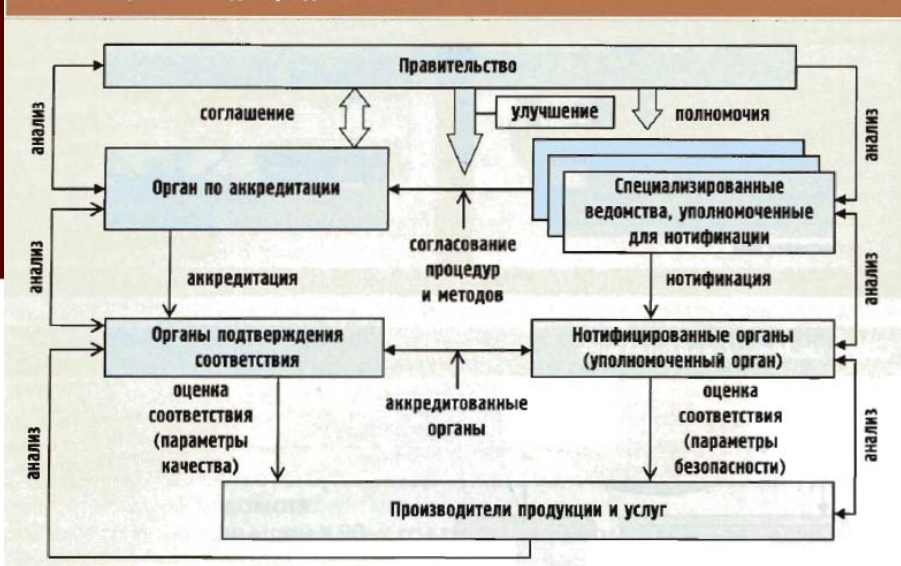 Правительство
анализ
соглашение
улучшение
полномочия
анализ
Орган по аккредитации
Специализированные
ведомства, уполномоченные
для нотификации
согласование
процедур
и методов
анализ
аккредитация
нотификация
анализ
Органы подтверждения
соответствия
Нотифицированные органы
(уполномоченный орган)
аккредитованные
органы
оценка
соответствия
(параметры
качества)
оценка
соответствия
(параметры
безопасности)
анализ
анализ
Производители продукции и услуг